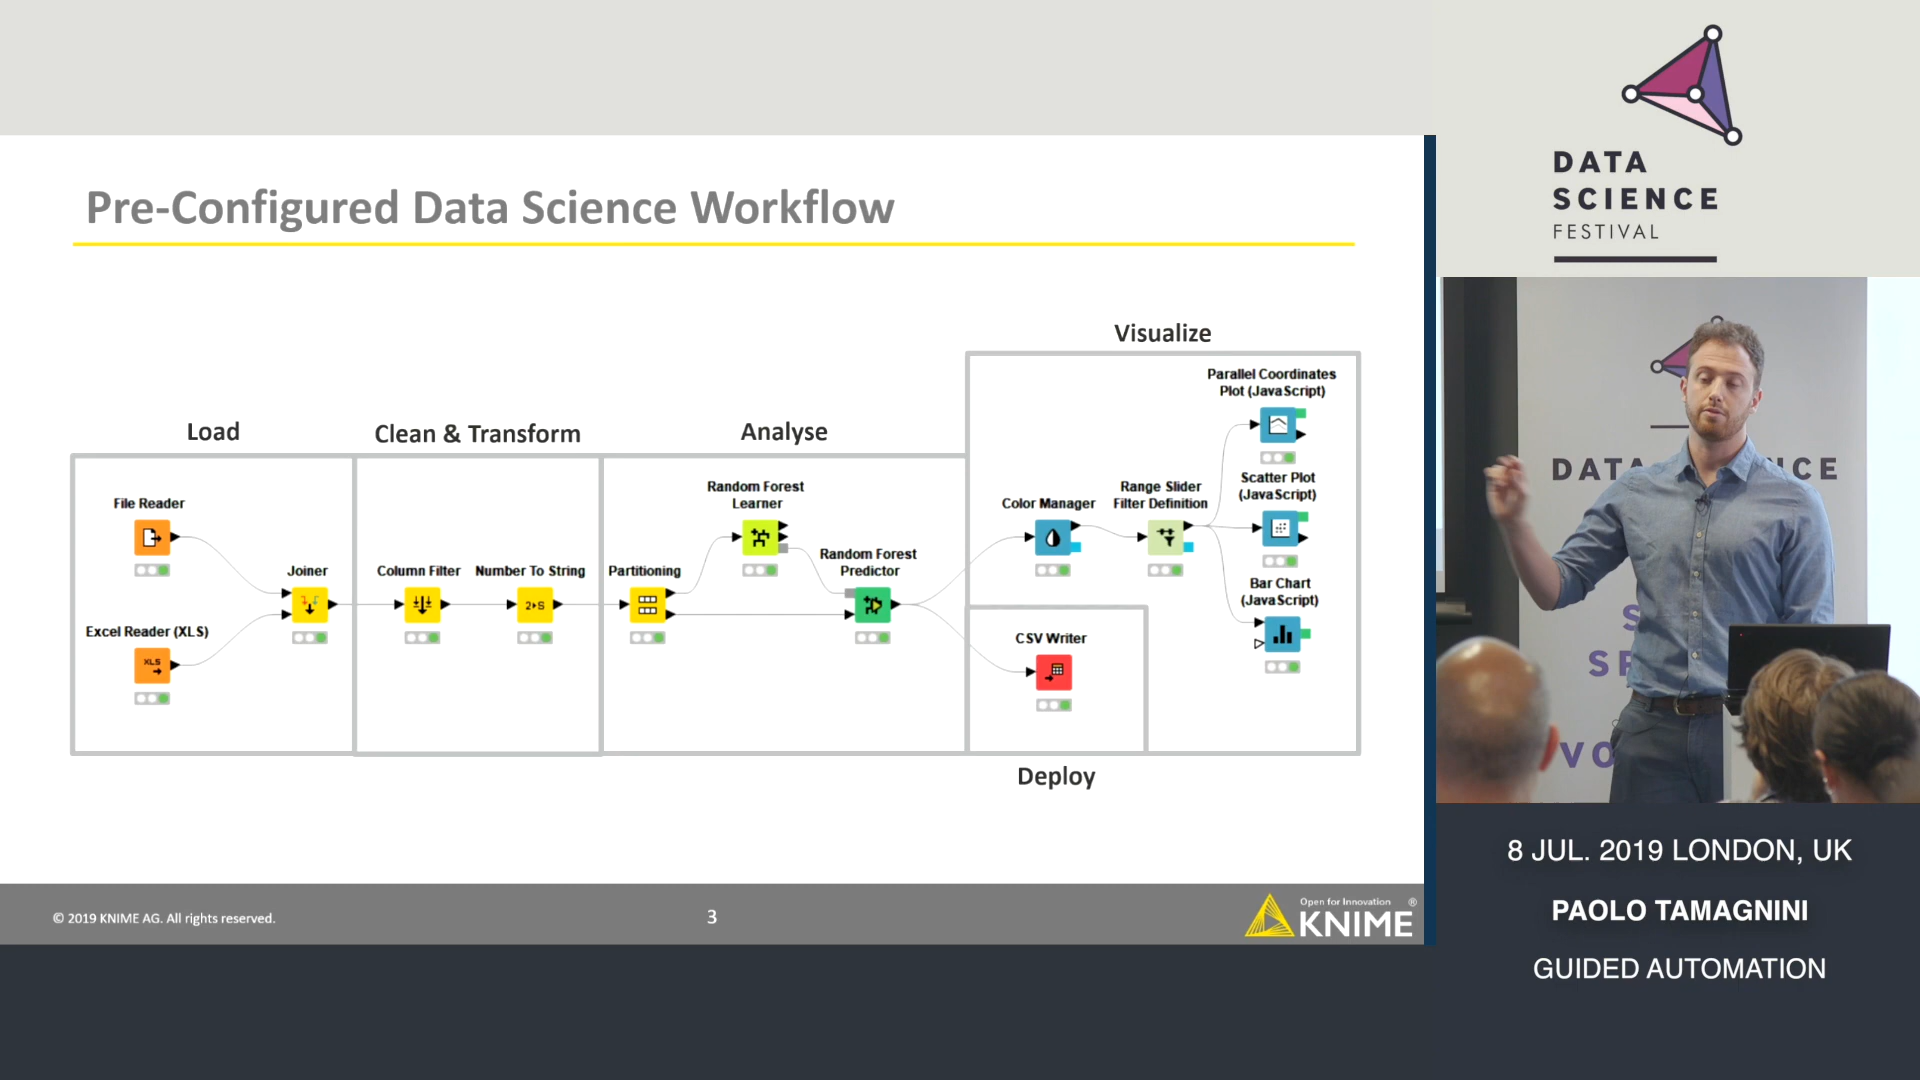 Pre-Configured Data Science Workflow
Visualize
Load
Clean & Transform
Analyse
Parallel Coordinates
Plot (JavaScript)
File Reader
Random Forest
Learner
Color Manager
Range Slider
Filter Definition
Scatter Plot
(JavaScript)
Joiner
Column Filter
Number To String
Partitioning
Random Forest
Predictor
Bar Chart
(JavaScript)
2▸S
Excel Reader (XLS)
XLS
CSV Writer
Deploy
© 2019 KNIME AG. All rights reserved.
3
Open for Innovation ®
KNIME
DATA
SCIENCE
FESTIVAL
8 JUL. 2019 LONDON, UK
PAOLO TAMAGNINI
GUIDED AUTOMATION